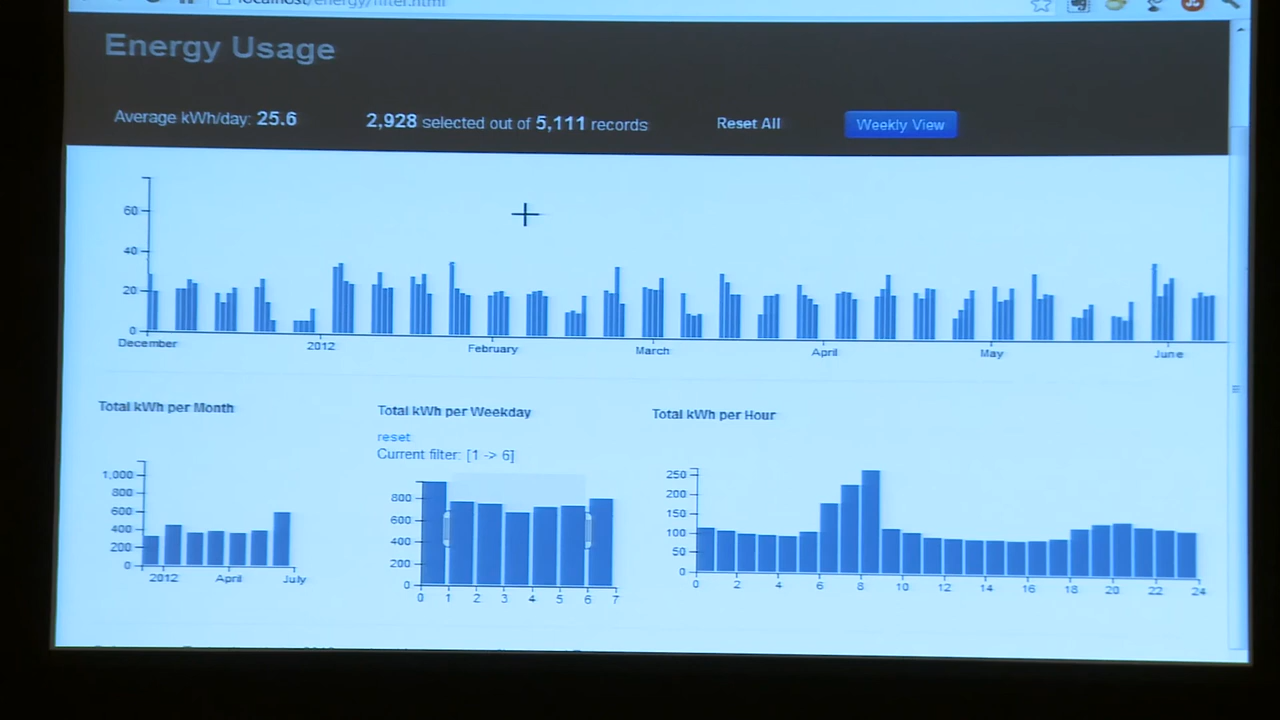 localhost/energy/filter.html
Energy Usage
Average kWh/day: 25.6
2,928 selected out of 5,111 records
Reset All
Weekly View
60
40
20
0
December
2012
February
March
April
May
June
Total kWh per Month
1,000
800
600
400
200
0
2012
April
July
Total kWh per Weekday
reset
Current filter: [1 -> 6]
800
600
400
200
0
0 1 2 3 4 5 6 7
Total kWh per Hour
250
200
150
100
50
0
0 2 4 6 8 10 12 14 16 18 20 22 24